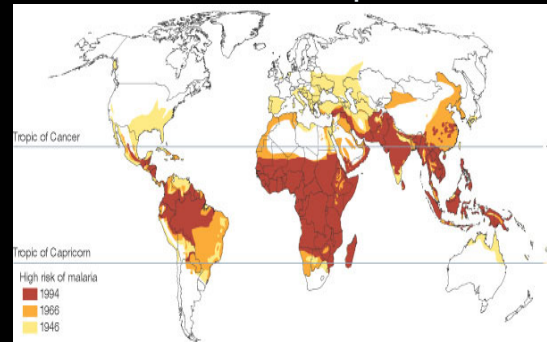 Tropic of Cancer
Tropic of Capricorn
High risk of malaria
1994
1966
1946